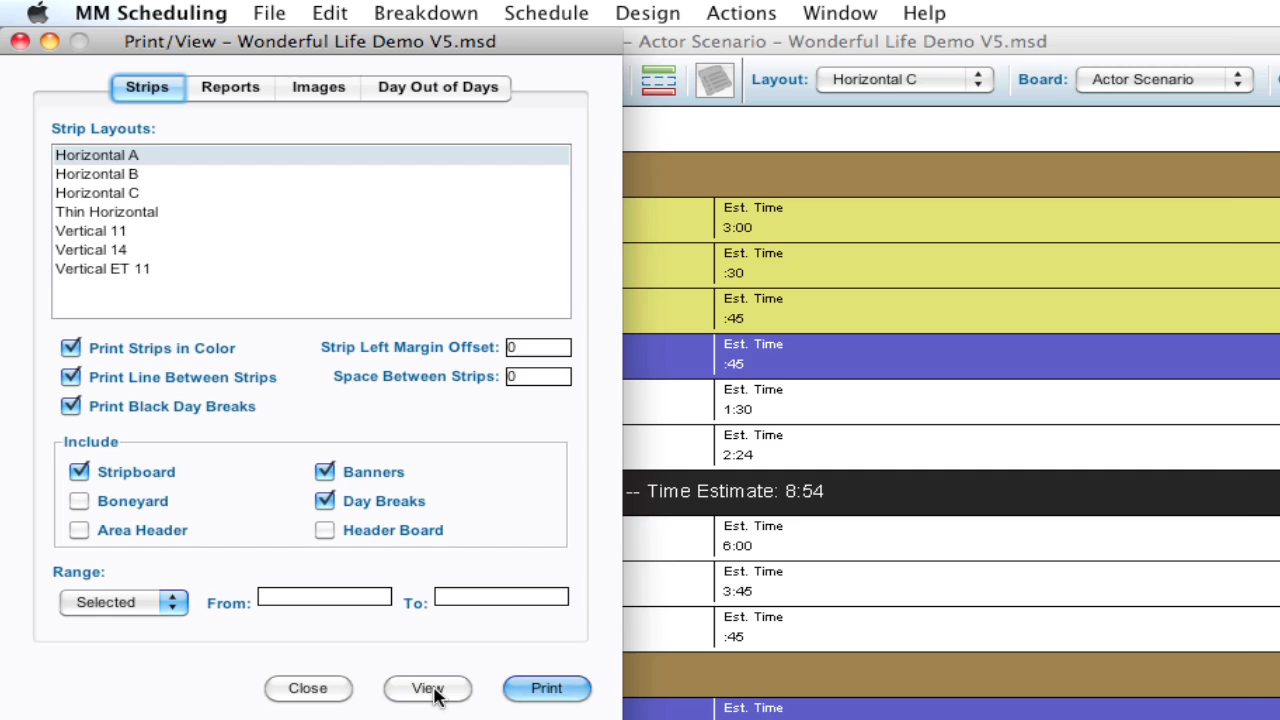 MM Scheduling File Edit Breakdown Schedule Design Actions Window Help
Print/View – Wonderful Life Demo V5.msd
– Actor Scenario – Wonderful Life Demo V5.msd
Layout: Horizontal C Board: Actor Scenario
Strips Reports Images Day Out of Days
Strip Layouts:
Horizontal A
Horizontal B
Horizontal C
Thin Horizontal
Vertical 11
Vertical 14
Vertical ET 11
Print Strips in Color
Strip Left Margin Offset: 0
Print Line Between Strips
Space Between Strips: 0
Print Black Day Breaks
Include
Stripboard
Banners
Boneyard
Day Breaks
Area Header
Header Board
Range:
Selected From: To:
Close View Print
Est. Time
3:00
Est. Time
:30
Est. Time
:45
Est. Time
:45
Est. Time
1:30
Est. Time
2:24
-- Time Estimate: 8:54
Est. Time
6:00
Est. Time
3:45
Est. Time
:45
Est. Time